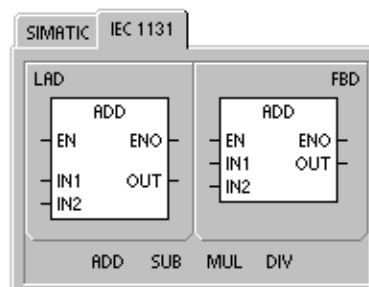 SIMATIC IEC 1131
LAD FBD
ADD ADD
EN ENO EN ENO
IN1 OUT IN1 OUT
IN2 IN2
ADD SUB MUL DIV